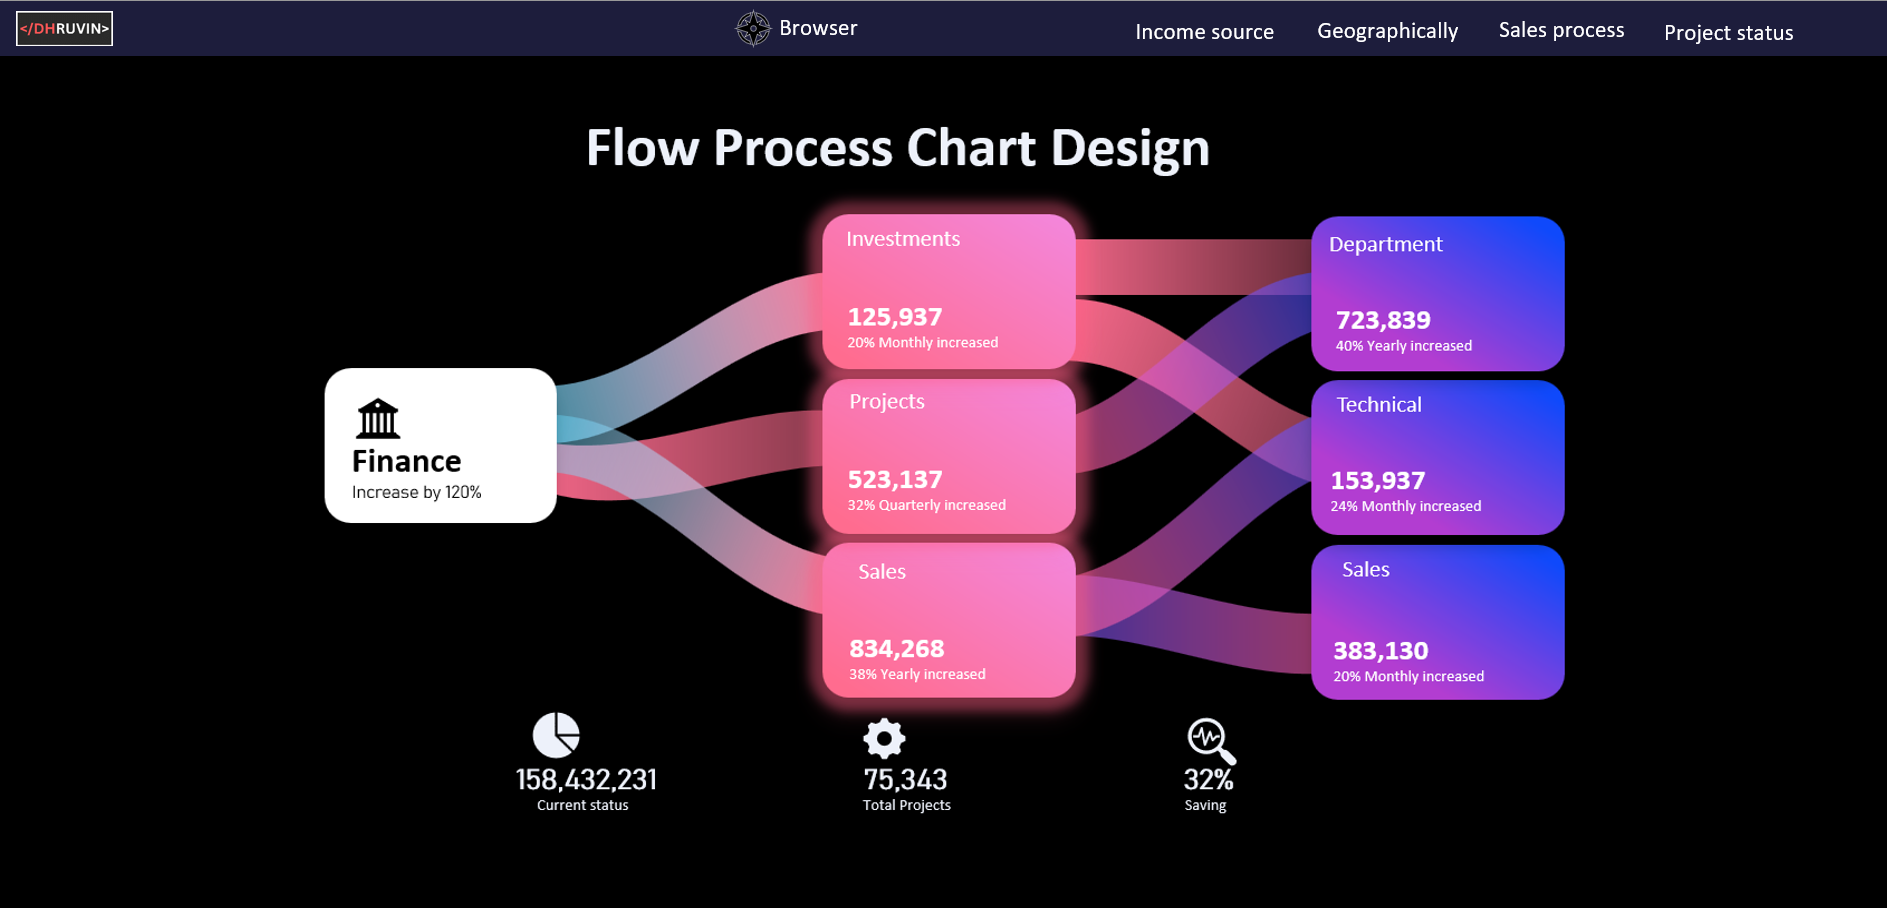 </DHRUVIN>
Browser
Income source
Geographically
Sales process
Project status
Flow Process Chart Design
Finance
Increase by 120%
Investments
125,937
20% Monthly increased
Projects
523,137
32% Quarterly increased
Sales
834,268
38% Yearly increased
Department
723,839
40% Yearly increased
Technical
153,937
24% Monthly increased
Sales
383,130
20% Monthly increased
158,432,231
Current status
75,343
Total Projects
32%
Saving